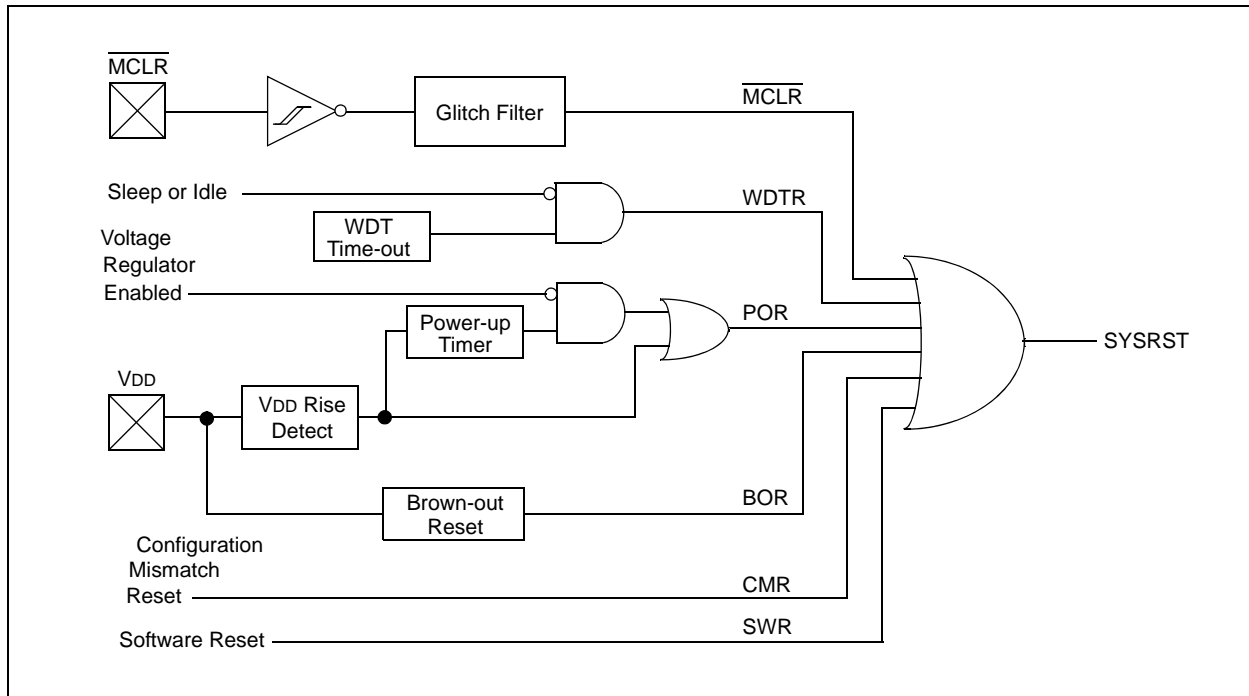 MCLR
Glitch Filter
MCLR
Sleep or Idle
WDT
Time-out
WDTR
Voltage
Regulator
Enabled
Power-up
Timer
POR
SYSRST
VDD
VDD Rise
Detect
Brown-out
Reset
BOR
Configuration
Mismatch
Reset
CMR
Software Reset
SWR